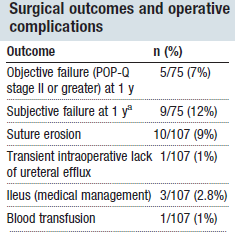 Surgical outcomes and operative
complications
Outcome n (%)
Objective failure (POP-Q 5/75 (7%)
stage II or greater) at 1 y
Subjective failure at 1 yᵃ 9/75 (12%)
Suture erosion 10/107 (9%)
Transient intraoperative lack 1/107 (1%)
of ureteral efflux
Ileus (medical management) 3/107 (2.8%)
Blood transfusion 1/107 (1%)